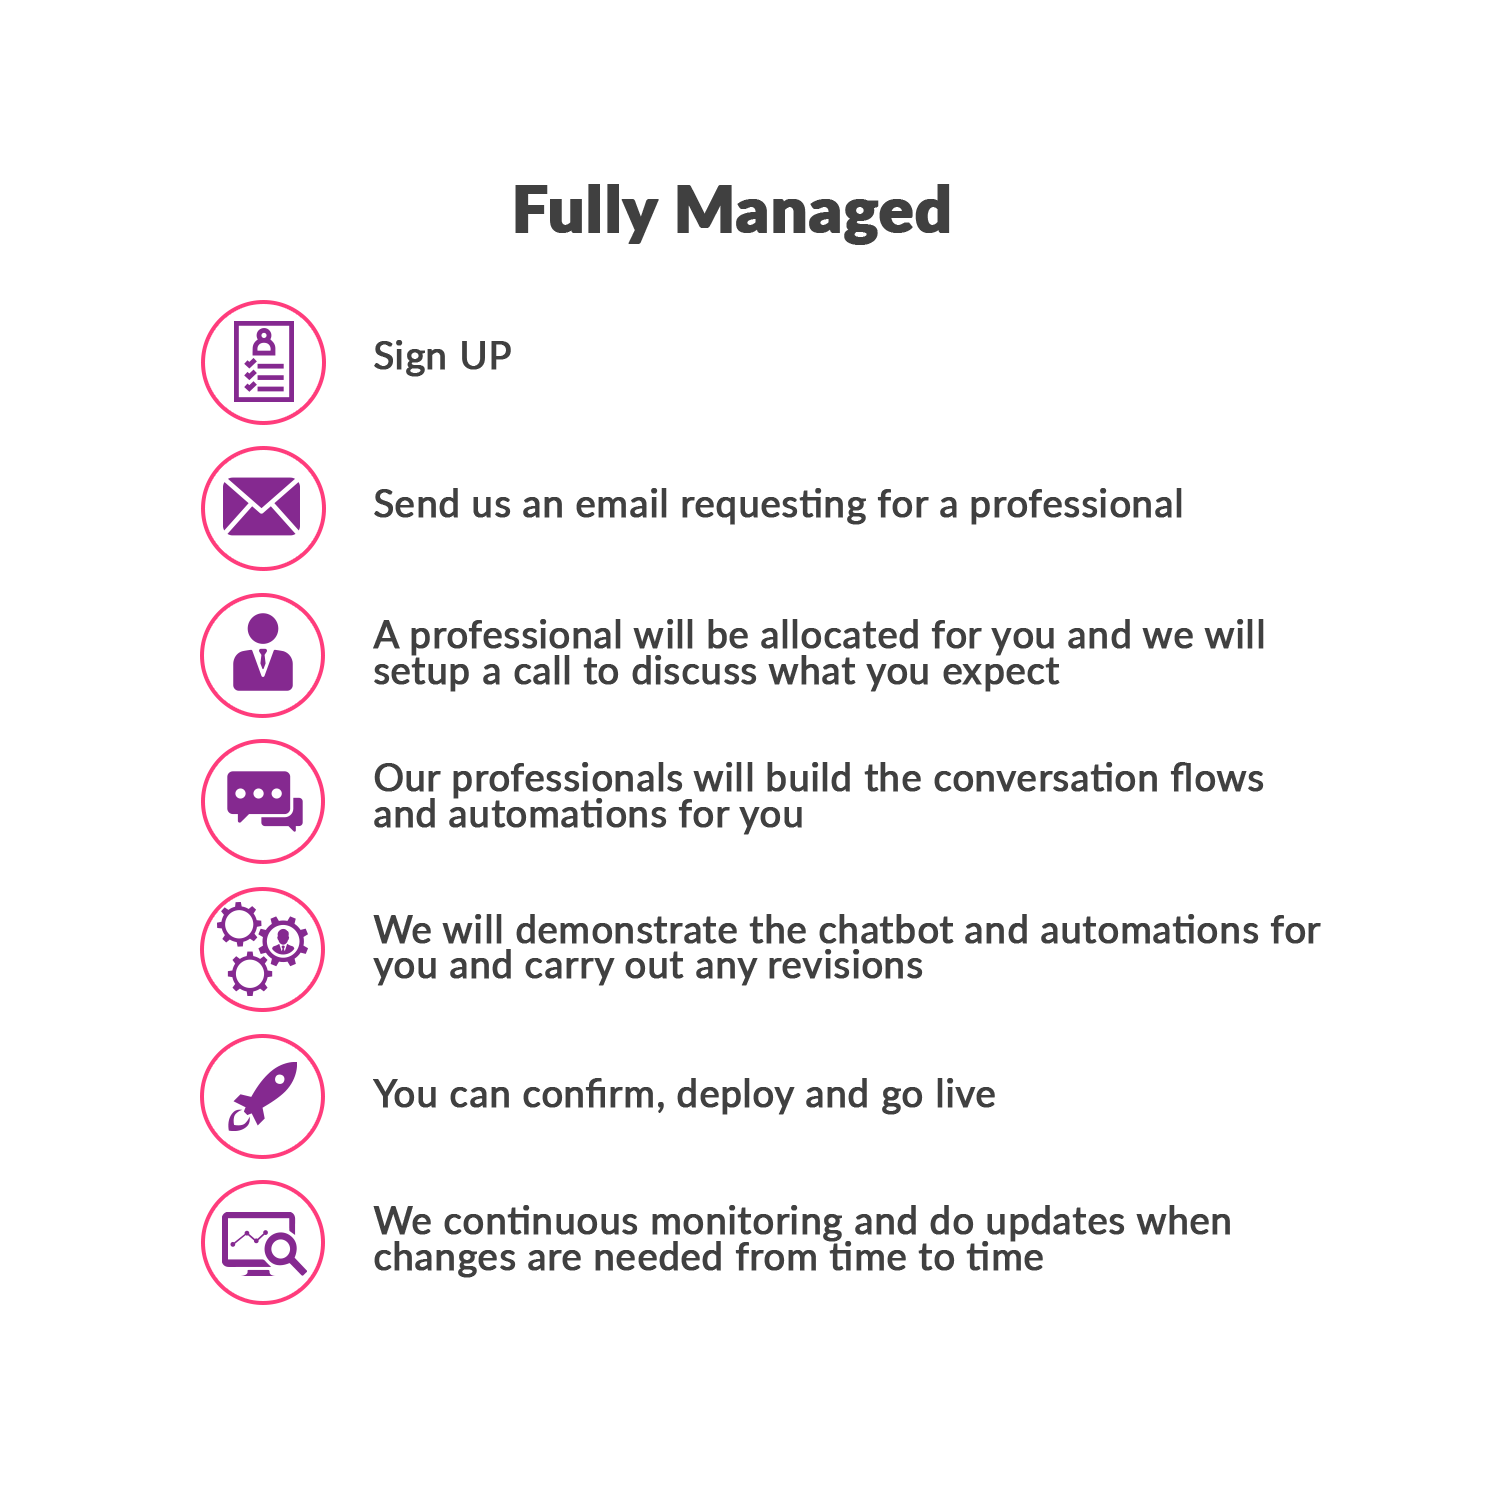 Fully Managed
Sign UP
Send us an email requesting for a professional
A professional will be allocated for you and we will
setup a call to discuss what you expect
Our professionals will build the conversation flows
and automations for you
We will demonstrate the chatbot and automations for
you and carry out any revisions
You can confirm, deploy and go live
We continuous monitoring and do updates when
changes are needed from time to time